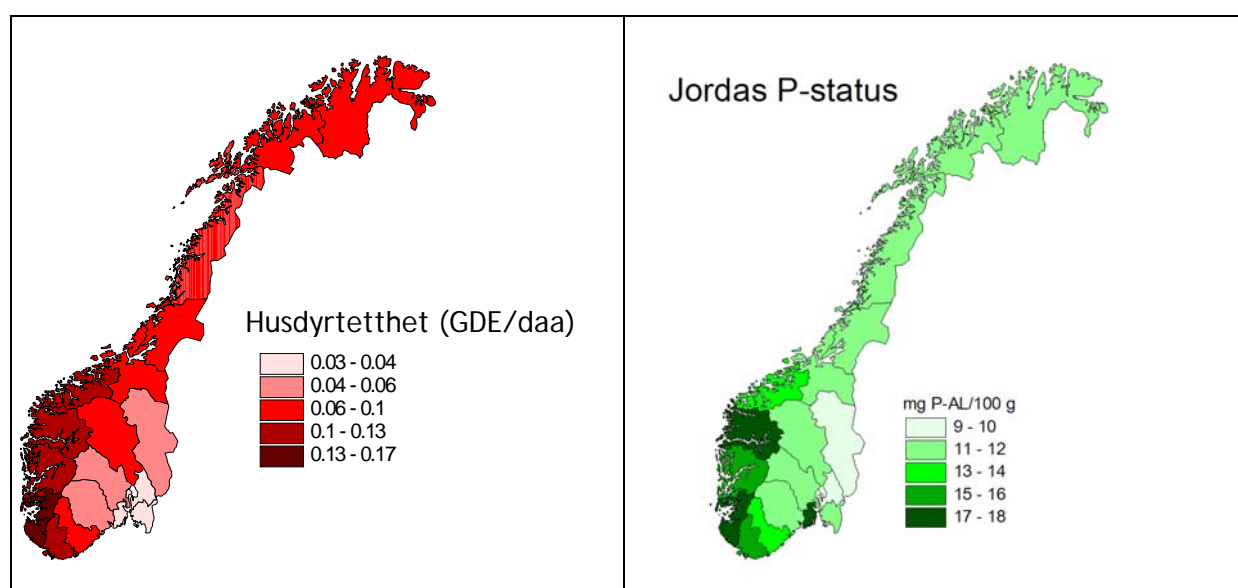 Husdyrtetthet (GDE/daa)
0.03 - 0.04
0.04 - 0.06
0.06 - 0.1
0.1 - 0.13
0.13 - 0.17
Jordas P-status
mg P-AL/100 g
9 - 10
11 - 12
13 - 14
15 - 16
17 - 18